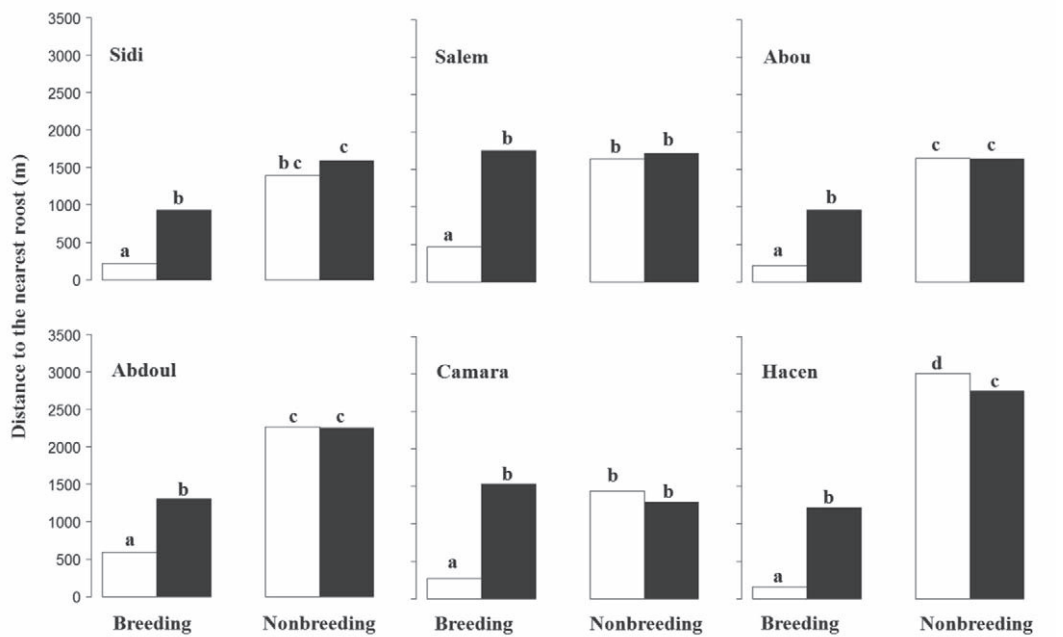 Distance to the nearest roost (m)
3500
3000
2500
2000
1500
1000
500
0
Sidi
a
b
b c
c
Salem
a
b
b
b
Abou
a
b
c
c
3500
3000
2500
2000
1500
1000
500
0
Abdoul
a
b
c
c
Camara
a
b
b
b
Hacen
a
b
d
c
Breeding
Nonbreeding
Breeding
Nonbreeding
Breeding
Nonbreeding